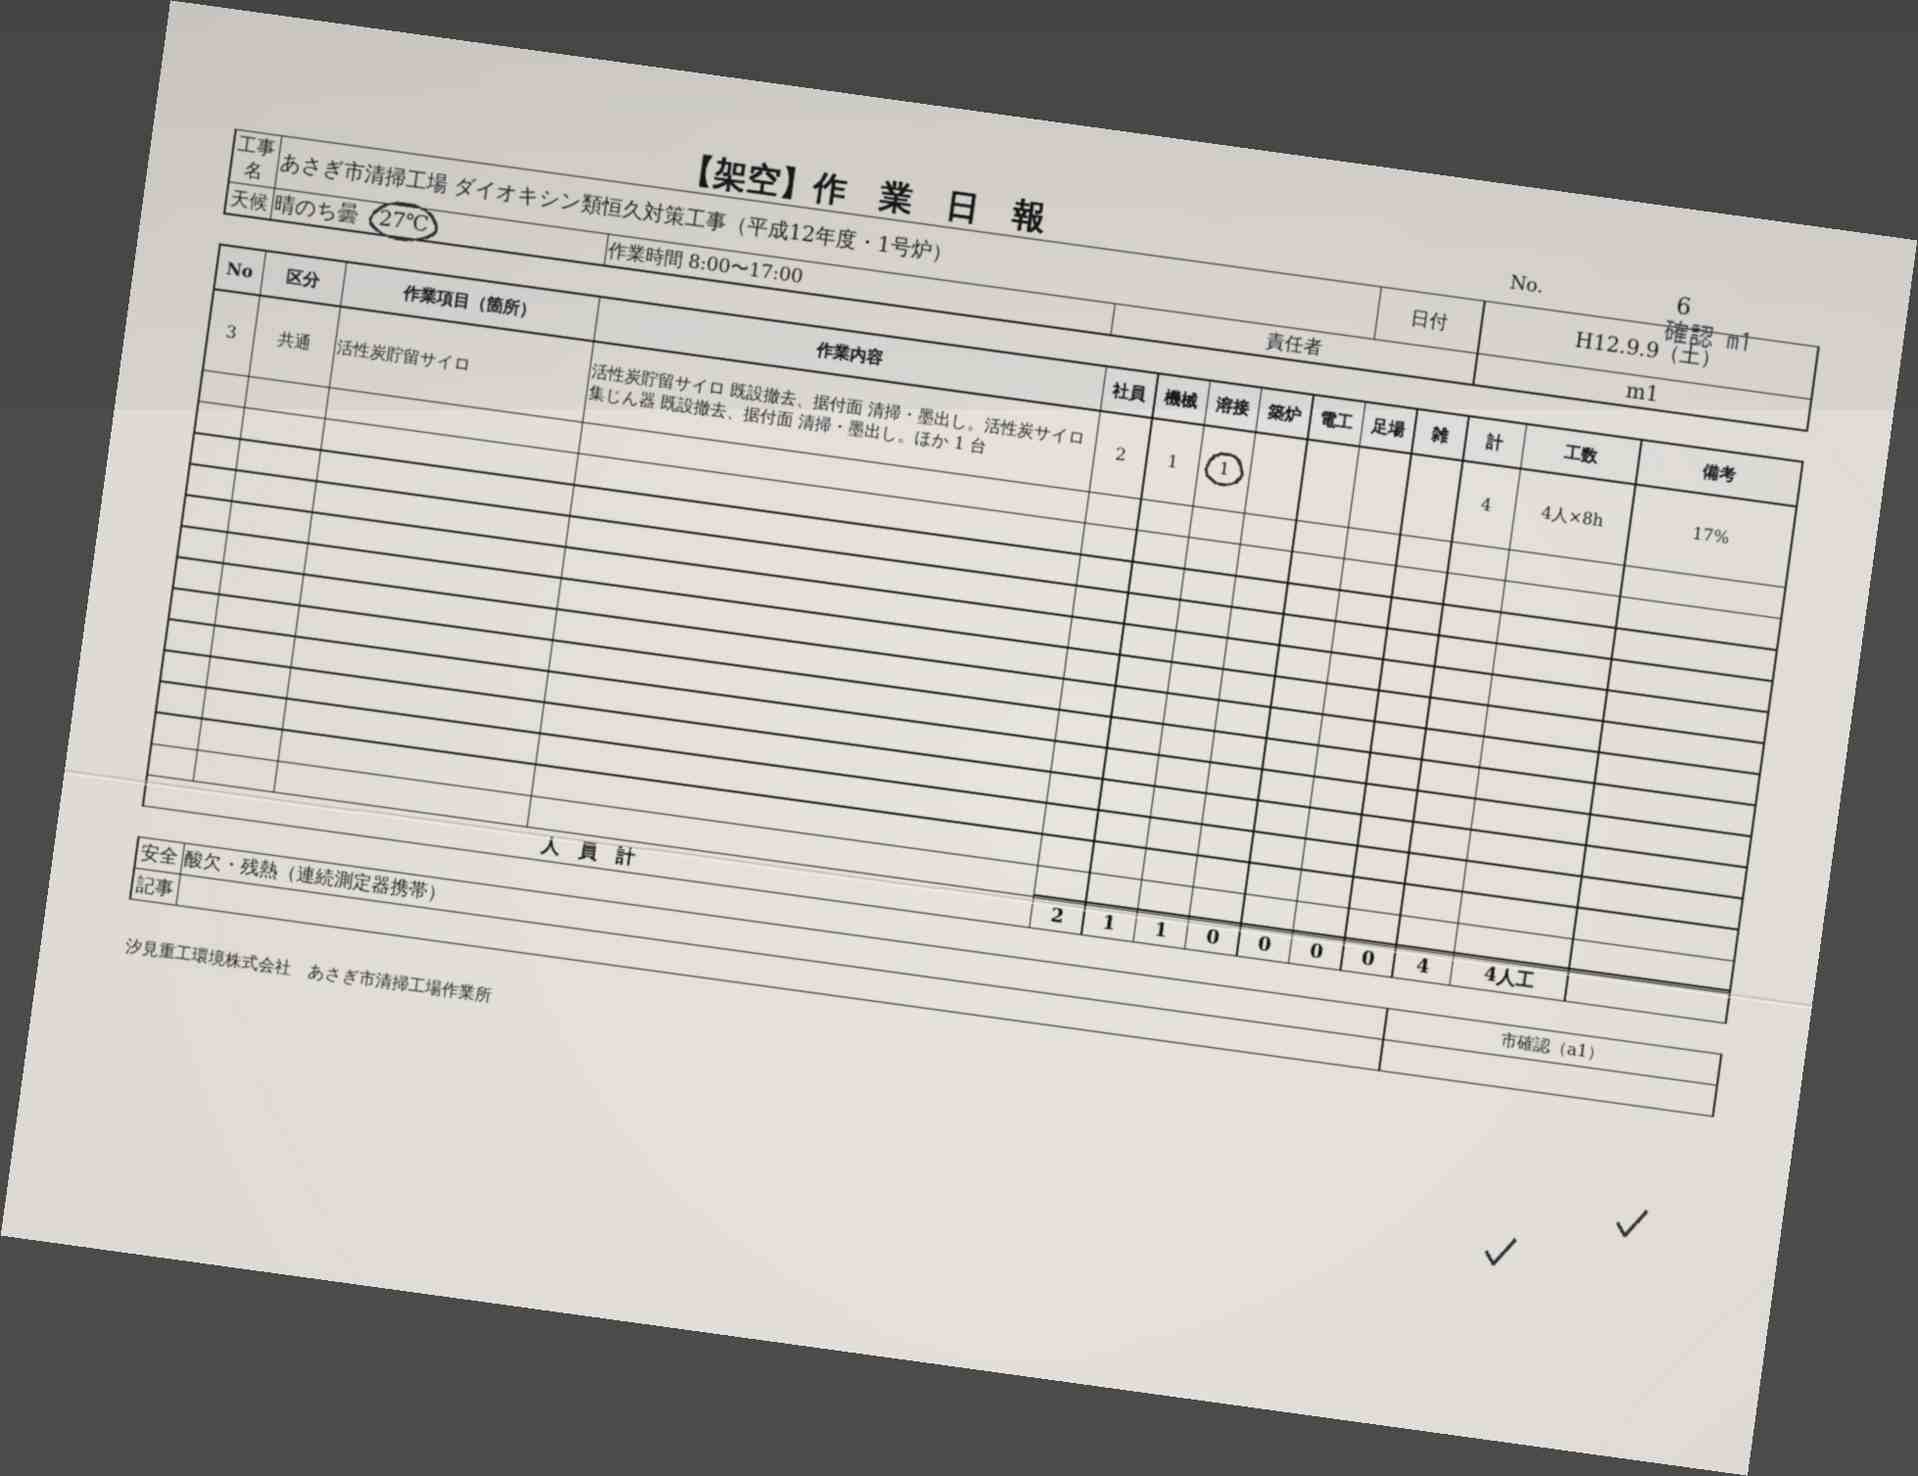 【架空】作 業 日 報
No. 6
確認 m1
工事名 あさぎ市清掃工場 ダイオキシン類恒久対策工事（平成12年度・1号炉） 日付 H12.9.9（土）
天候 晴のち曇 27℃ 作業時間 8:00〜17:00 責任者 m1
No 区分 作業項目（箇所） 作業内容 社員 機械 溶接 築炉 電工 足場 雑 計 工数 備考
3 共通 活性炭貯留サイロ 活性炭貯留サイロ 既設撤去、据付面 清掃・墨出し。活性炭サイロ 2 1 1 4 4人×8h 17%
集じん器 既設撤去、据付面 清掃・墨出し。ほか 1 台
人 員 計 2 1 1 0 0 0 0 4 4人工
安全 酸欠・残熱（連続測定器携帯） 市確認（a1）
記事
汐見重工環境株式会社 あさぎ市清掃工場作業所